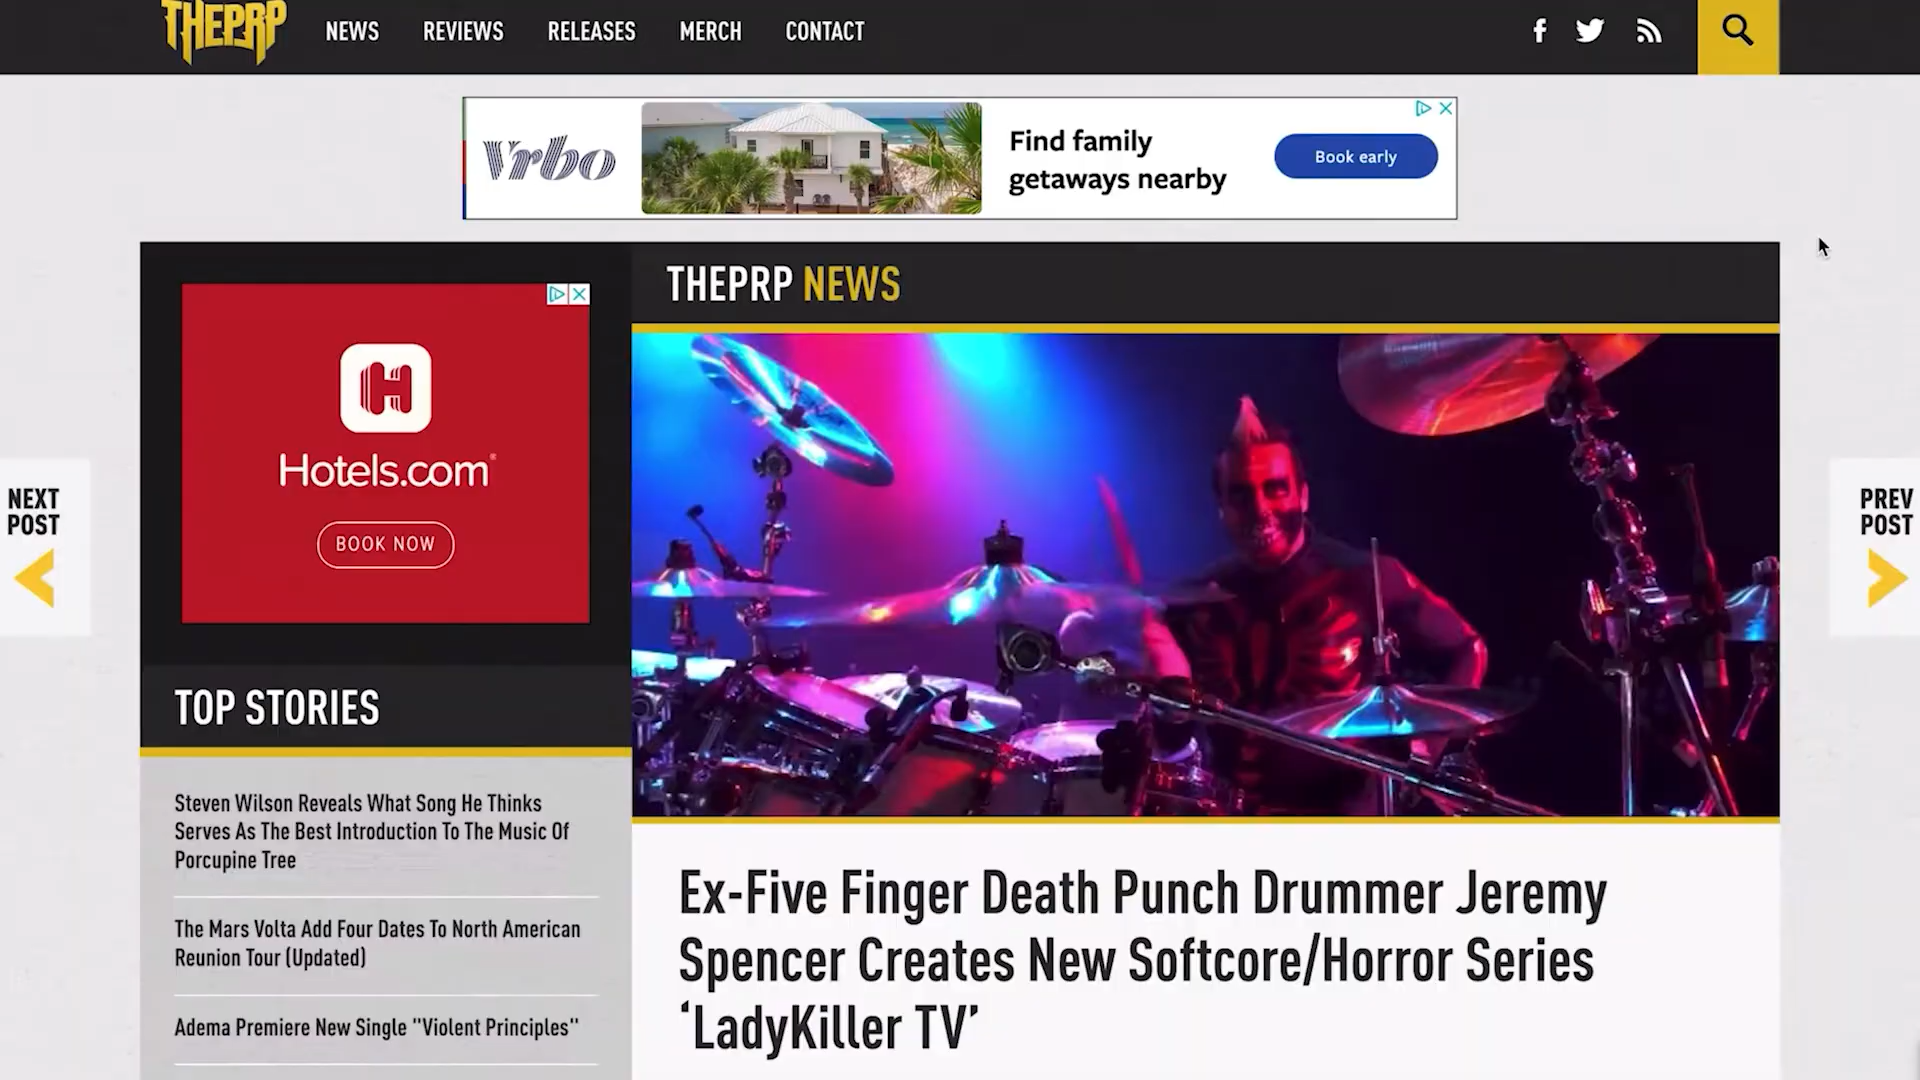 THEPRP
NEWS
REVIEWS
RELEASES
MERCH
CONTACT
Vrbo
Find family
getaways nearby
Book early
THEPRP NEWS
Hotels.com
BOOK NOW
NEXT
POST
PREV
POST
TOP STORIES
Steven Wilson Reveals What Song He Thinks
Serves As The Best Introduction To The Music Of
Porcupine Tree
The Mars Volta Add Four Dates To North American
Reunion Tour (Updated)
Adema Premiere New Single "Violent Principles"
Ex-Five Finger Death Punch Drummer Jeremy
Spencer Creates New Softcore/Horror Series
‘LadyKiller TV’